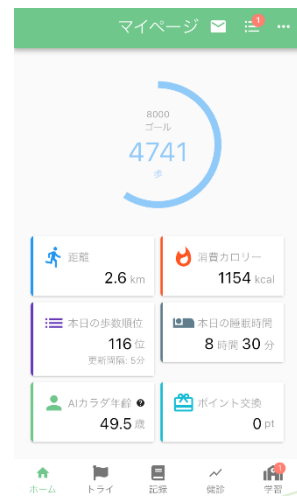 マイページ
1
8000
ゴール
4741
歩
距離
2.6 km
消費カロリー
1154 kcal
本日の歩数順位
116 位
更新間隔: 5分
本日の睡眠時間
8 時間 30 分
AIカラダ年齢 ?
49.5 歳
ポイント交換
0 pt
ホーム
トライ
記録
健診
学習